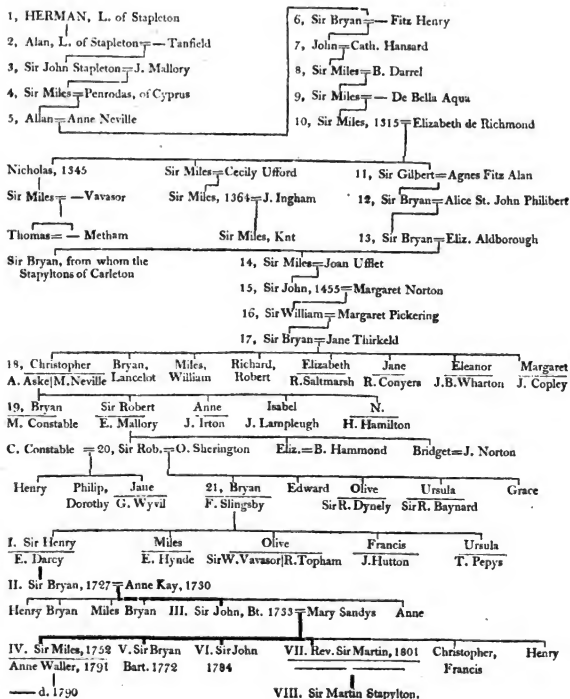 1, HERMAN, L. of Stapleton
2, Alan, L. of Stapleton=— Tanfield
3, Sir John Stapleton=J. Mallory
4, Sir Miles=Penrodas, of Cyprus
5, Allan=Anne Neville
6, Sir Bryan=— Fitz Henry
7, John=Cath. Hansard
8, Sir Miles=B. Darrel
9, Sir Miles=— De Bella Aqua
10, Sir Miles, 1315=Elizabeth de Richmond
Nicholas, 1345 Sir Miles=Cecily Ufford 11, Sir Gilbert=Agnes Fitz Alan
Sir Miles= —Vavasor Sir Miles, 1364=J. Ingham 12, Sir Bryan=Alice St. John Philibert
Thomas= — Metham Sir Miles, Knt 13, Sir Bryan=Eliz. Aldborough
Sir Bryan, from whom the
Stapyltons of Carleton
14, Sir Miles=Joan Ufflet
15, Sir John, 1455=Margaret Norton
16, Sir William=Margaret Pickering
17, Sir Bryan=Jane Thirkeld
18, Christopher Bryan, Miles, Richard, Elizabeth Jane Eleanor Margaret
A. Aske|M. Neville Lancelot William Robert R. Saltmarsh R. Conyers J. B. Wharton J. Copley
19, Bryan Sir Robert Anne Isabel N.
M. Constable E. Mallory J. Irton J. Lampleugh H. Hamilton
C. Constable =20, Sir Rob.=O. Sherington Eliz.=B. Hammond Bridget=J. Norton
Henry Philip, Jane 21, Bryan Edward Olive Ursula Grace
Dorothy G. Wyvil F. Slingsby Sir R. Dynely Sir R. Baynard
I. Sir Henry Miles Olive Francis Ursula
E. Darcy E. Hynde Sir W. Vavasor|R. Topham J. Hutton T. Pepys
II. Sir Bryan, 1727=Anne Kay, 1730
Henry Bryan Miles Bryan III. Sir John, Bt. 1733=Mary Sandys Anne
IV. Sir Miles, 1752 V. Sir Bryan VI. Sir John VII. Rev. Sir Martin, 1801 Christopher, Henry
Anne Waller, 1791 Bart. 1772 1784 Francis
— d. 1790 VIII. Sir Martin Stapylton.